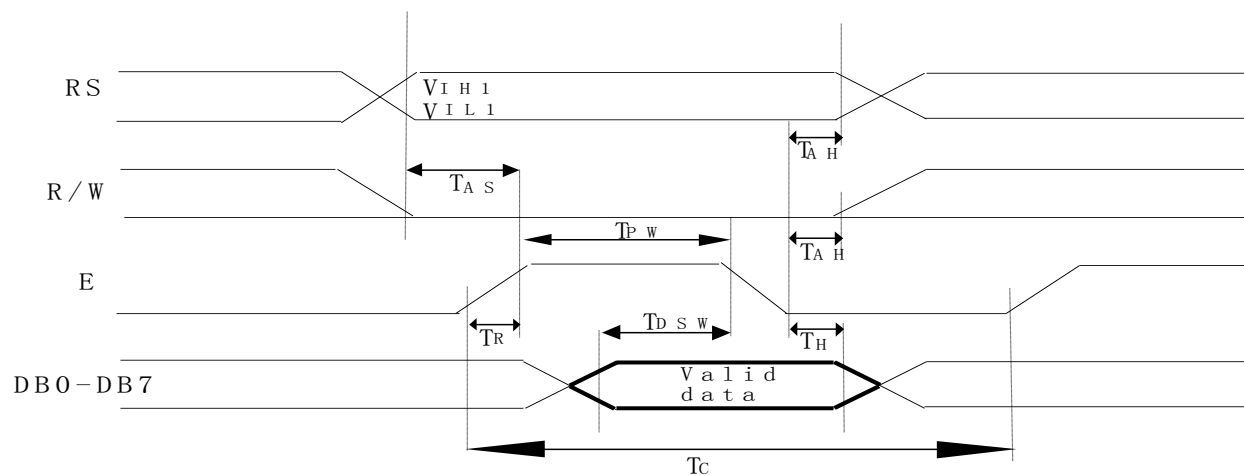 RS
VIH1
VIL1
TAH
R/W
TAS
TPW
TAH
E
TR
TDSW
TH
DB0-DB7
Valid
data
TC